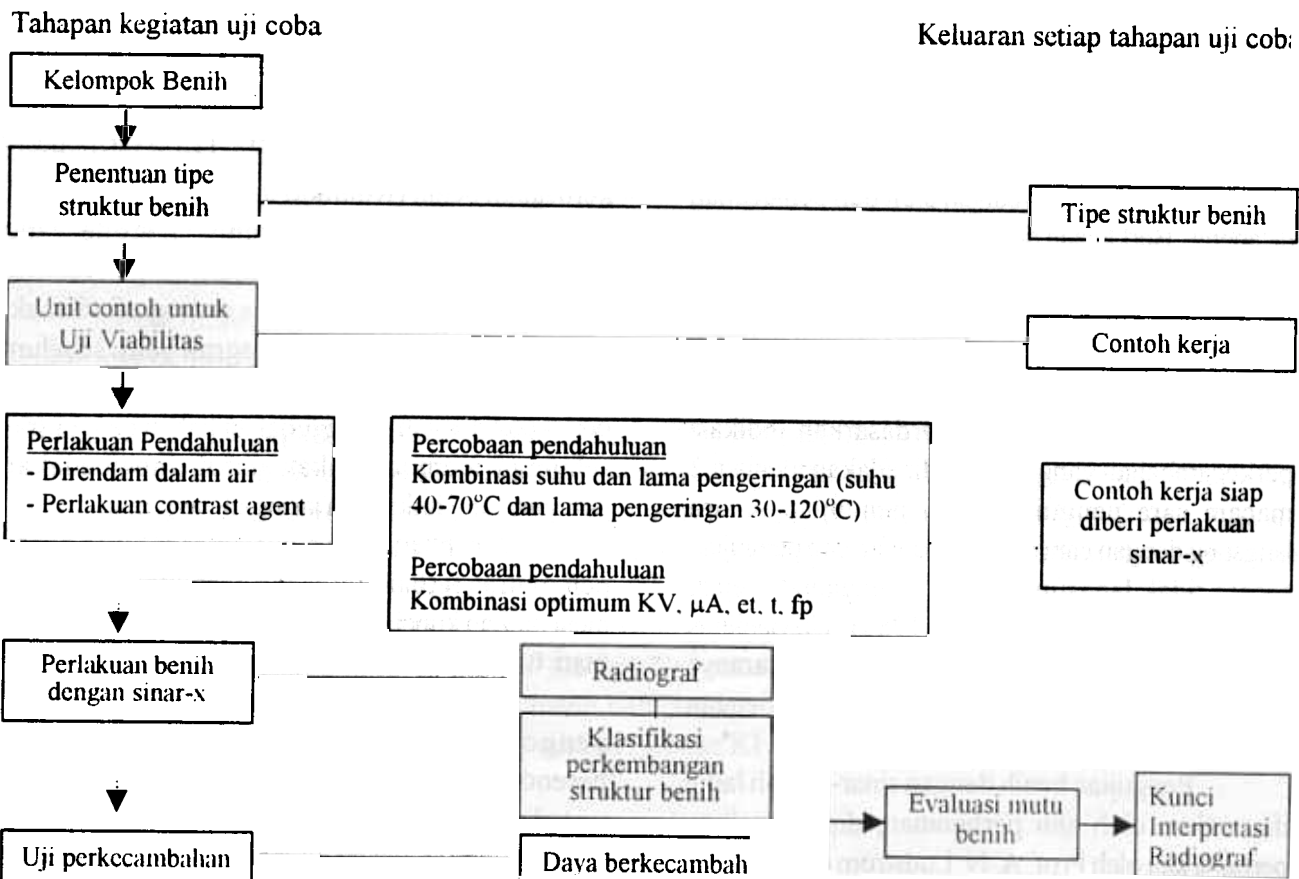 Tahapan kegiatan uji coba
Keluaran setiap tahapan uji coba
Kelompok Benih
Penentuan tipe
struktur benih
Tipe struktur benih
Unit contoh untuk
Uji Viabilitas
Contoh kerja
Perlakuan Pendahuluan
- Direndam dalam air
- Perlakuan contrast agent
Percobaan pendahuluan
Kombinasi suhu dan lama pengeringan (suhu
40-70°C dan lama pengeringan 30-120°C)
Percobaan pendahuluan
Kombinasi optimum KV, µA, et. t. fp
Contoh kerja siap
diberi perlakuan
sinar-x
Perlakuan benih
dengan sinar-x
Radiograf
Klasifikasi
perkembangan
struktur benih
Evaluasi mutu
benih
Kunci
Interpretasi
Radiograf
Uji perkecambahan
Daya berkecambah